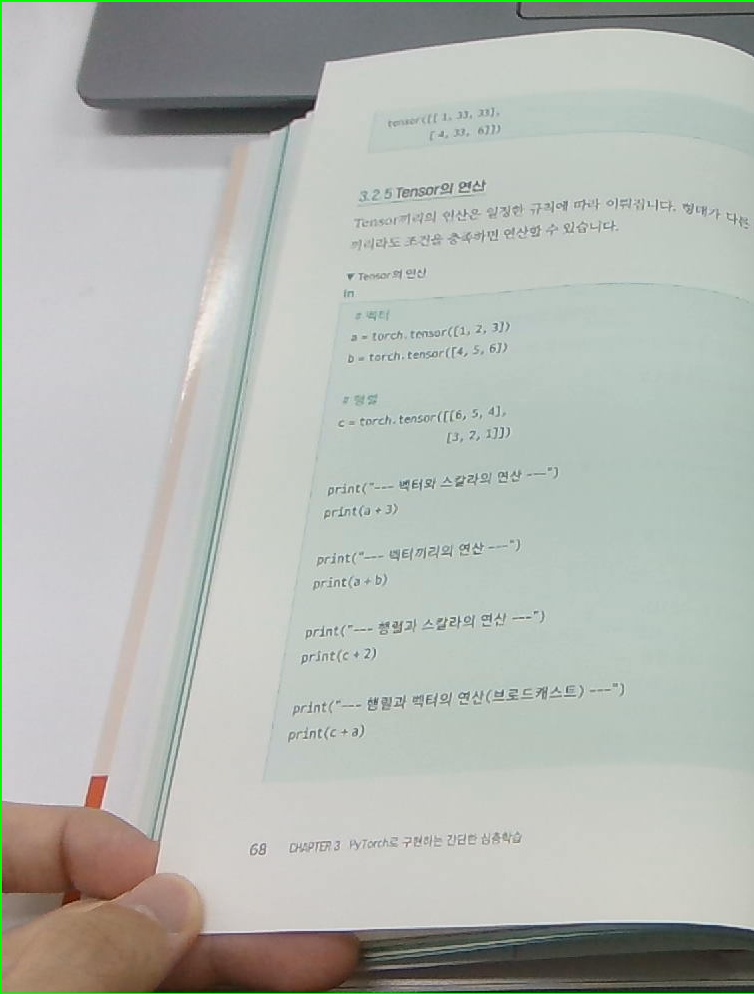 tensor([[ 1, 33, 33],
[ 4, 33, 6]])
3.2.5 Tensor의 연산
Tensor끼리의 연산은 일정한 규칙에 따라 이뤄집니다. 형태가 다른
끼리라도 조건을 충족하면 연산할 수 있습니다.
▼ Tensor의 연산
In
# 벡터
a = torch.tensor([1, 2, 3])
b = torch.tensor([4, 5, 6])
# 행렬
c = torch.tensor([[6, 5, 4],
[3, 2, 1]])
print("--- 벡터와 스칼라의 연산 ---")
print(a + 3)
print("--- 벡터끼리의 연산 ---")
print(a + b)
print("--- 행렬과 스칼라의 연산 ---")
print(c + 2)
print("--- 행렬과 벡터의 연산(브로드캐스트) ---")
print(c + a)
68 CHAPTER 3 PyTorch로 구현하는 간단한 심층학습